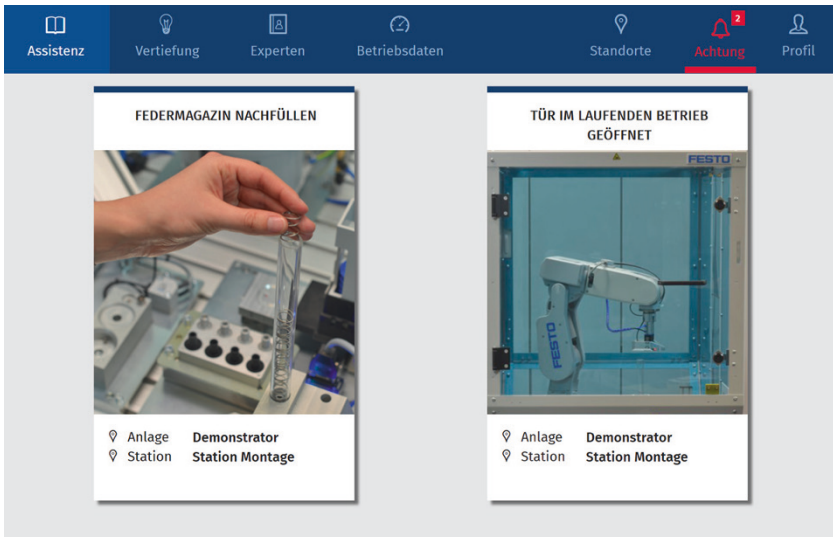 Assistenz
Vertiefung
Experten
Betriebsdaten
Standorte
2
Achtung
Profil
FEDERMAGAZIN NACHFÜLLEN
Anlage Demonstrator
Station Station Montage
TÜR IM LAUFENDEN BETRIEB
GEÖFFNET
FESTO
FESTO
Anlage Demonstrator
Station Station Montage